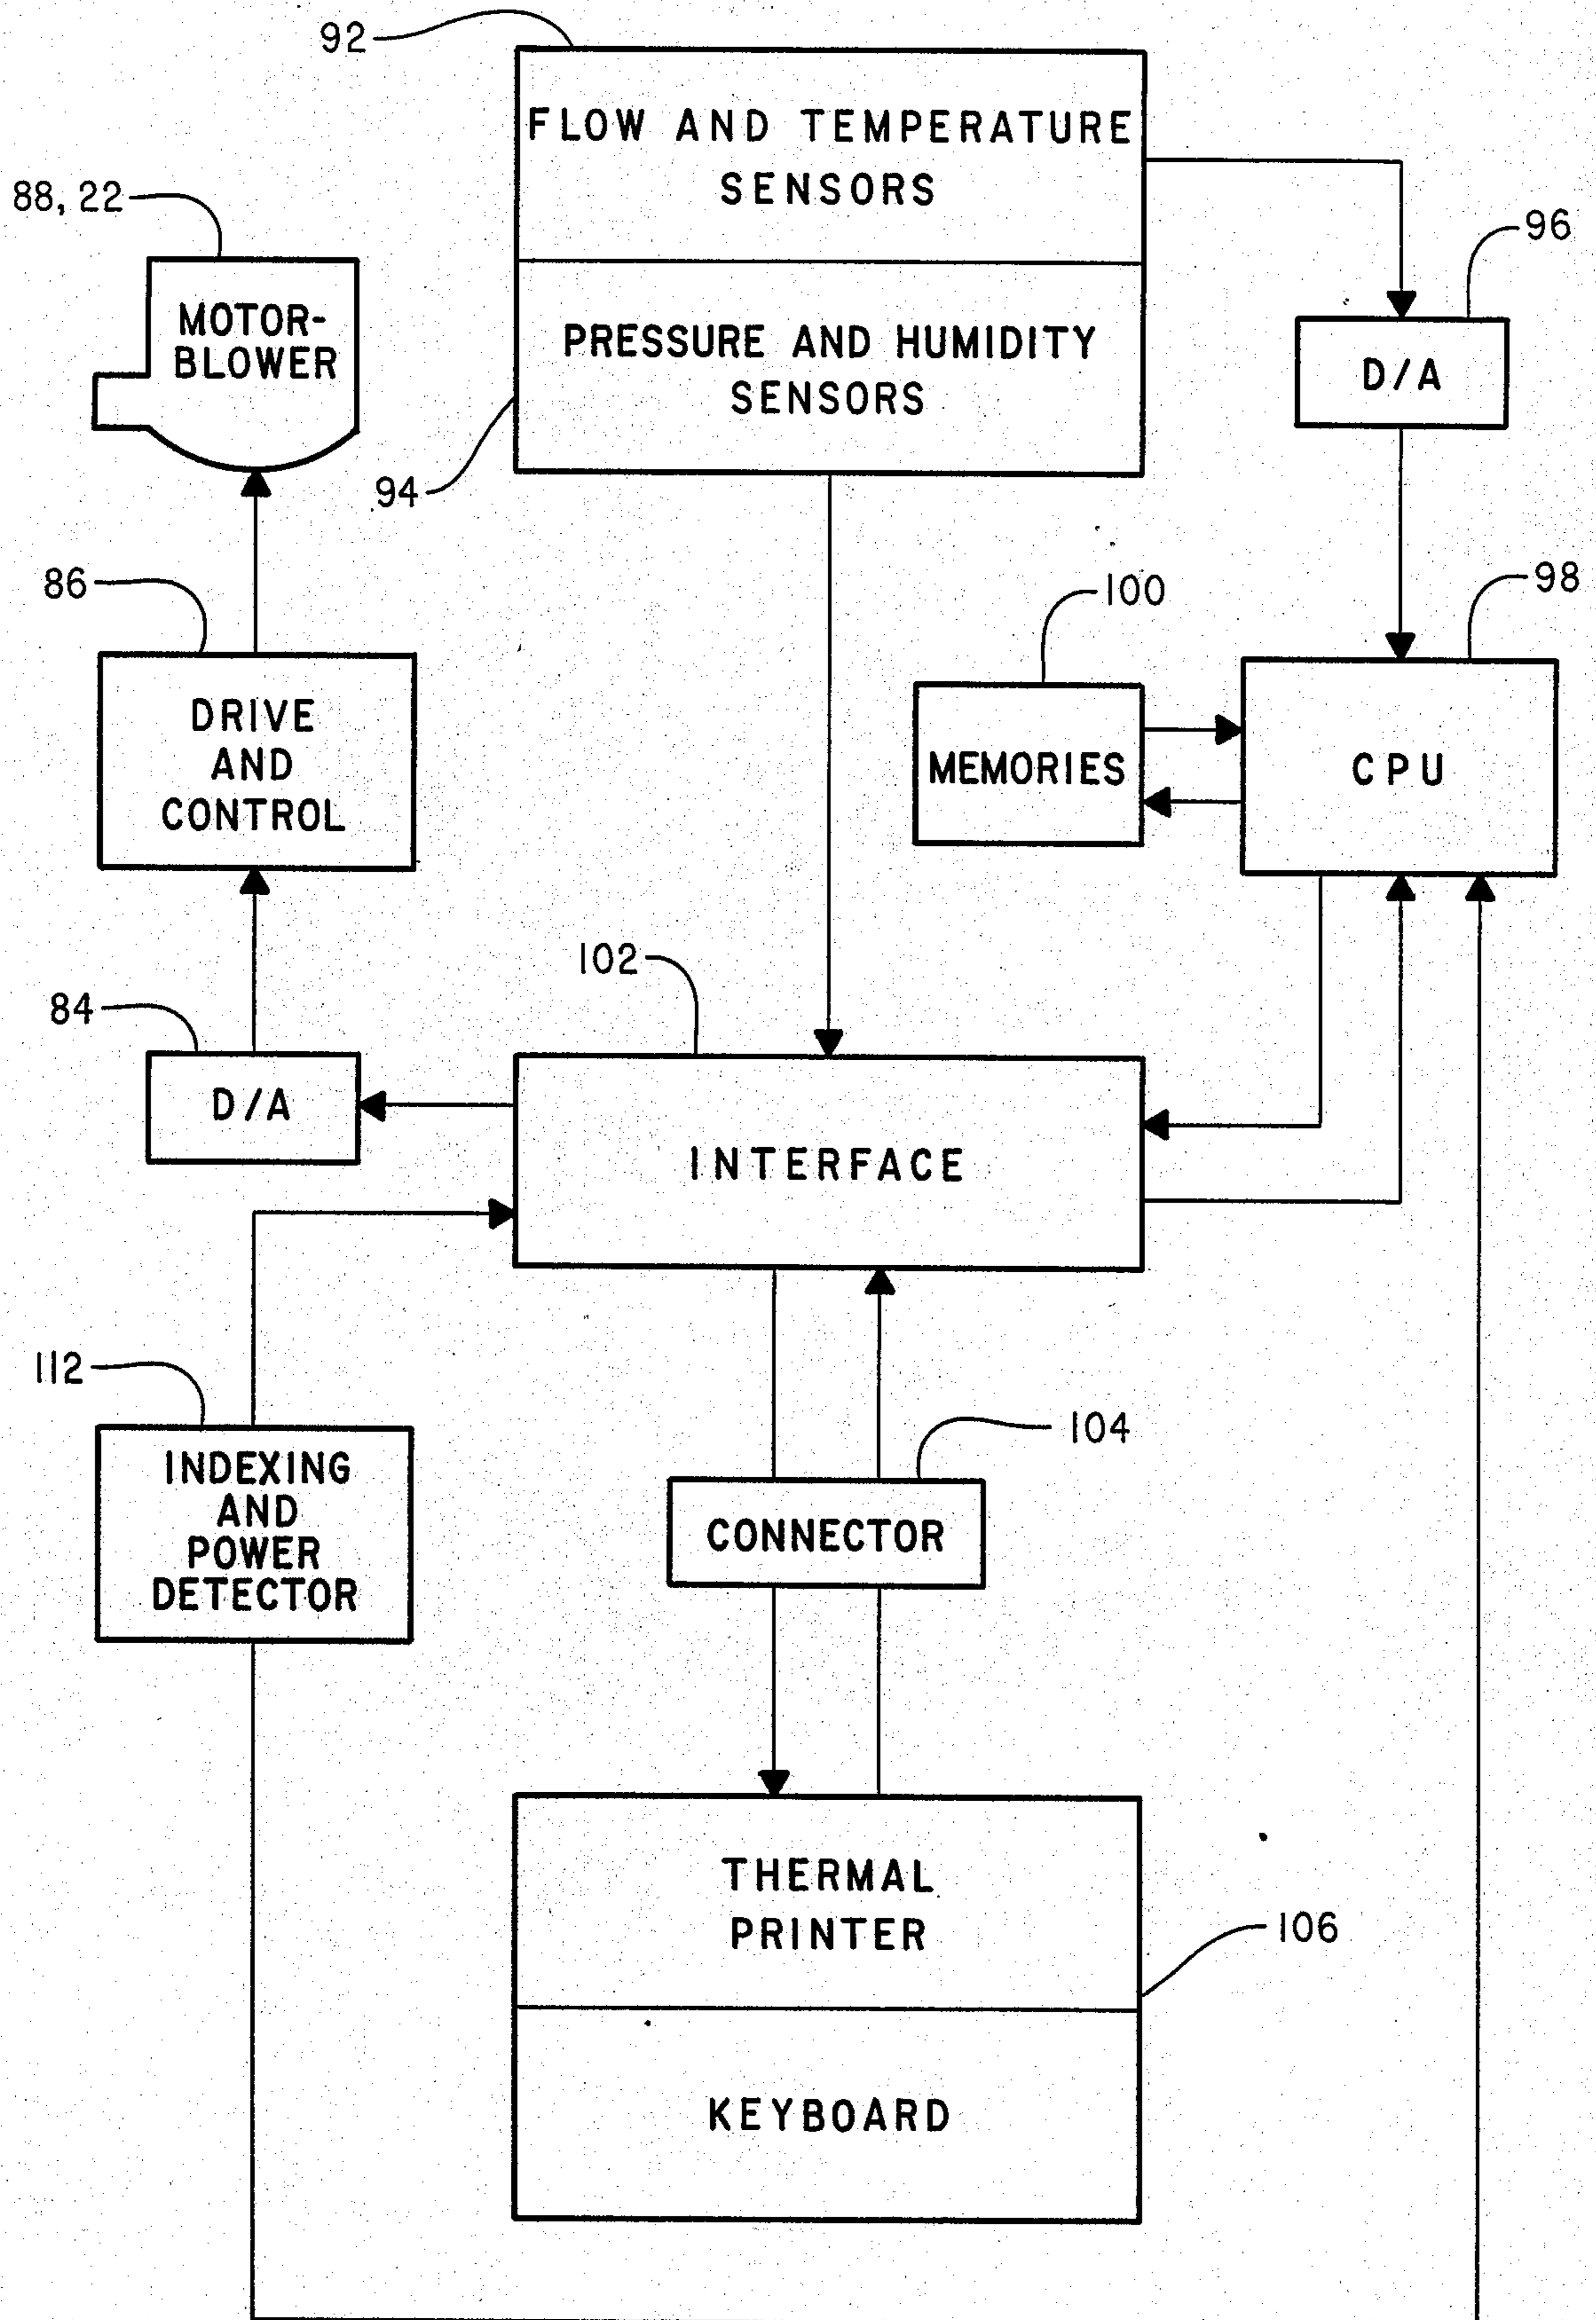 92
FLOW AND TEMPERATURE
SENSORS
88, 22
96
MOTOR-
BLOWER
PRESSURE AND HUMIDITY
SENSORS
D/A
94
86
100
98
DRIVE
AND
CONTROL
MEMORIES
CPU
102
84
D/A
INTERFACE
112
104
INDEXING
AND
POWER
DETECTOR
CONNECTOR
THERMAL
PRINTER
106
KEYBOARD